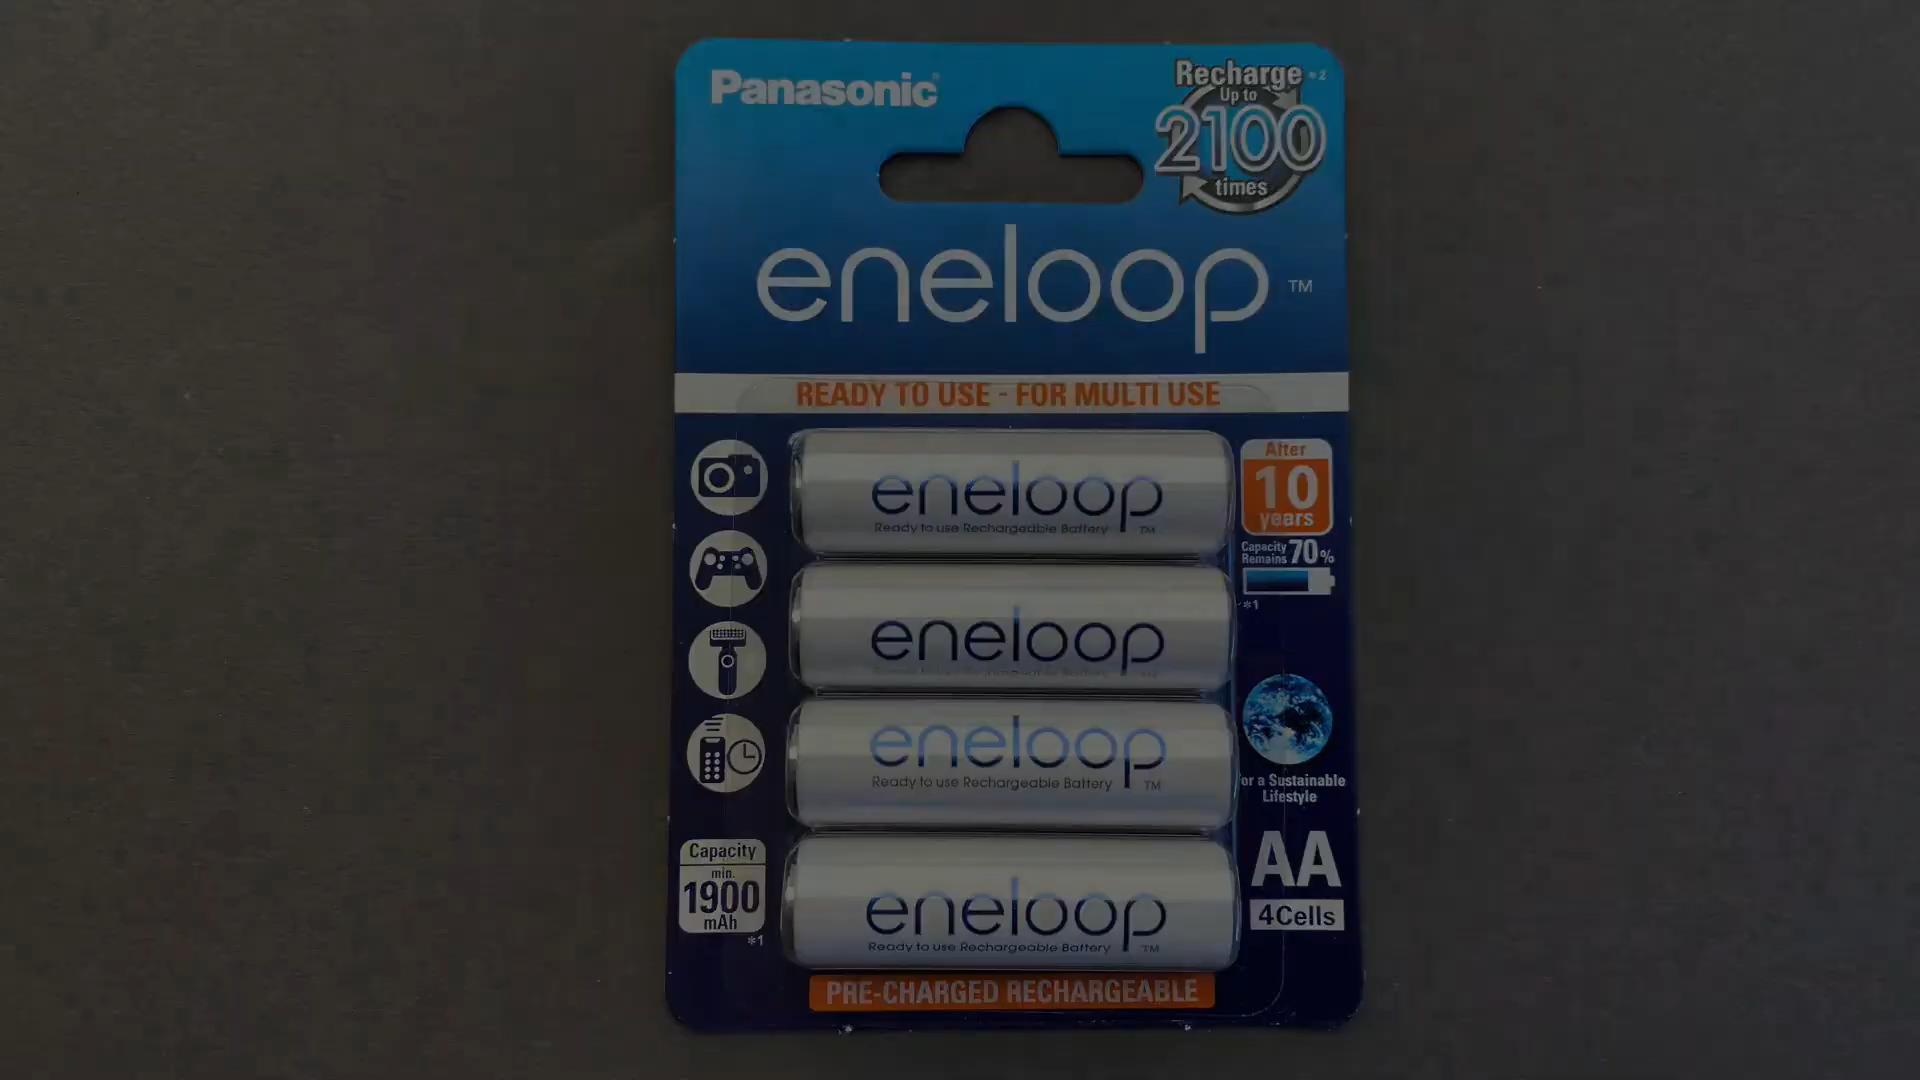 Panasonic
Recharge *2
Up to
2100
times
eneloop ™
READY TO USE - FOR MULTI USE
eneloop
Ready to use Rechargeable Battery ™
After
10
years
Capacity
Remains 70%
*1
eneloop
eneloop
Ready to use Rechargeable Battery ™
or a Sustainable
Lifestyle
Capacity
min.
1900
mAh
*1
eneloop
Ready to use Rechargeable Battery ™
AA
4Cells
PRE-CHARGED RECHARGEABLE